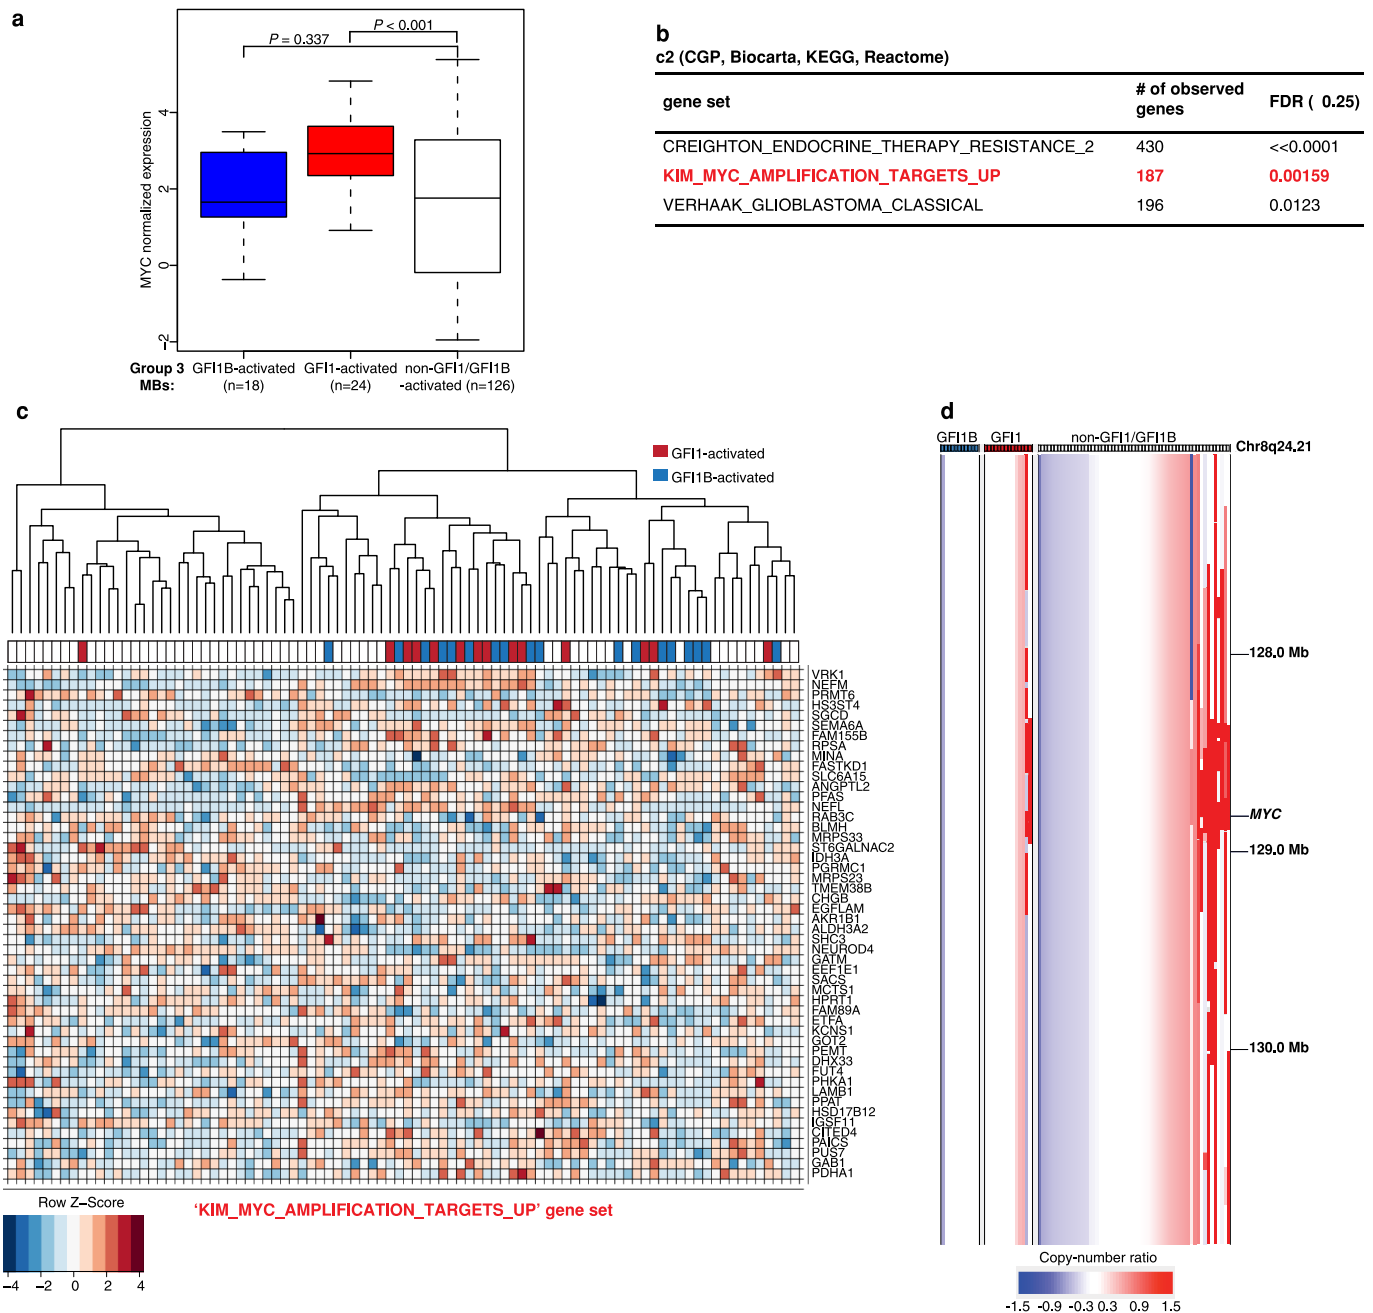 a
P < 0.001
P = 0.337
MYC normalized expression
4
2
0
-2
Group 3 MBs:
GFI1B-activated (n=18)
GFI1-activated (n=24)
non-GFI1/GFI1B -activated (n=126)
b
c2 (CGP, Biocarta, KEGG, Reactome)
gene set # of observed genes FDR ( 0.25)
CREIGHTON_ENDOCRINE_THERAPY_RESISTANCE_2 430 <<0.0001
KIM_MYC_AMPLIFICATION_TARGETS_UP 187 0.00159
VERHAAK_GLIOBLASTOMA_CLASSICAL 196 0.0123
c
GFI1-activated
GFI1B-activated
VRK1
NEFM
PRMT6
HS3ST4
SGCD
SEMA6A
FAM155B
RPSA
MINA
FASTKD1
SLC6A15
ANGPTL2
PFAS
NEFL
RAB3C
BLMH
MRPS33
ST6GALNAC2
IDH3A
PGRMC1
MRPS23
TMEM38B
CHGB
EGFLAM
AKR1B1
ALDH3A2
SHC3
NEUROD4
GATM
EEF1E1
SACS
MCTS1
HPRT1
FAM89A
ETFA
KCNS1
GOT2
PEMT
DHX33
FUT4
PHKA1
LAMB1
PPAT
HSD17B12
IGSF11
CITED4
PAICS
PUS7
GAB1
PDHA1
Row Z–Score
−4 −2 0 2 4
‘KIM_MYC_AMPLIFICATION_TARGETS_UP’ gene set
d
GFI1B GFI1 non-GFI1/GFI1B
Chr8q24.21
128.0 Mb
MYC
129.0 Mb
130.0 Mb
Copy-number ratio
-1.5 -0.9 -0.3 0.3 0.9 1.5